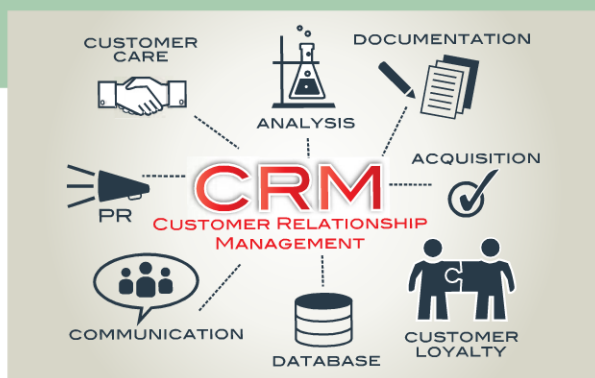 CUSTOMER
CARE
ANALYSIS
DOCUMENTATION
PR
CRM
CUSTOMER RELATIONSHIP
MANAGEMENT
ACQUISITION
COMMUNICATION
DATABASE
CUSTOMER
LOYALTY